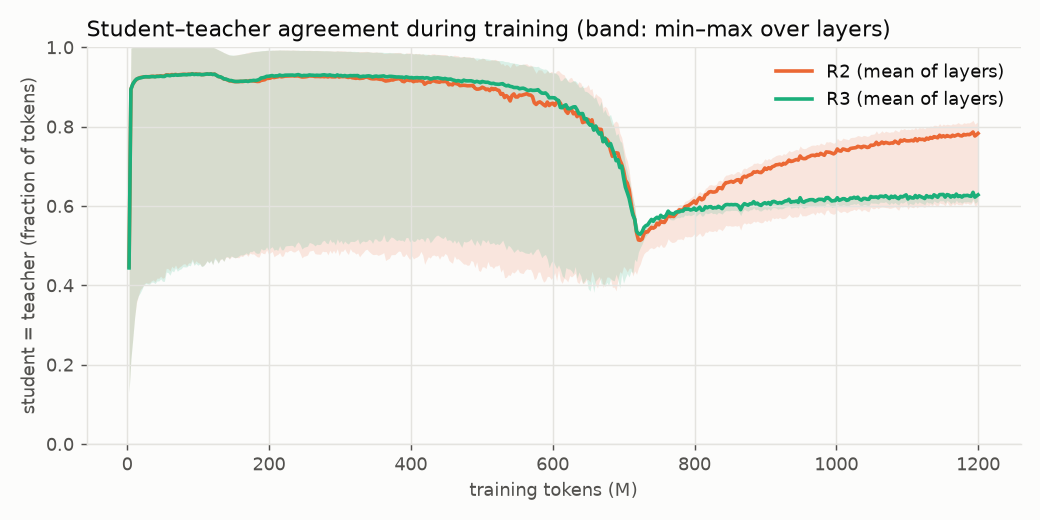 Student–teacher agreement during training (band: min–max over layers)
R2 (mean of layers)
R3 (mean of layers)
student = teacher (fraction of tokens)
1.0
0.8
0.6
0.4
0.2
0.0
0 200 400 600 800 1000 1200
training tokens (M)